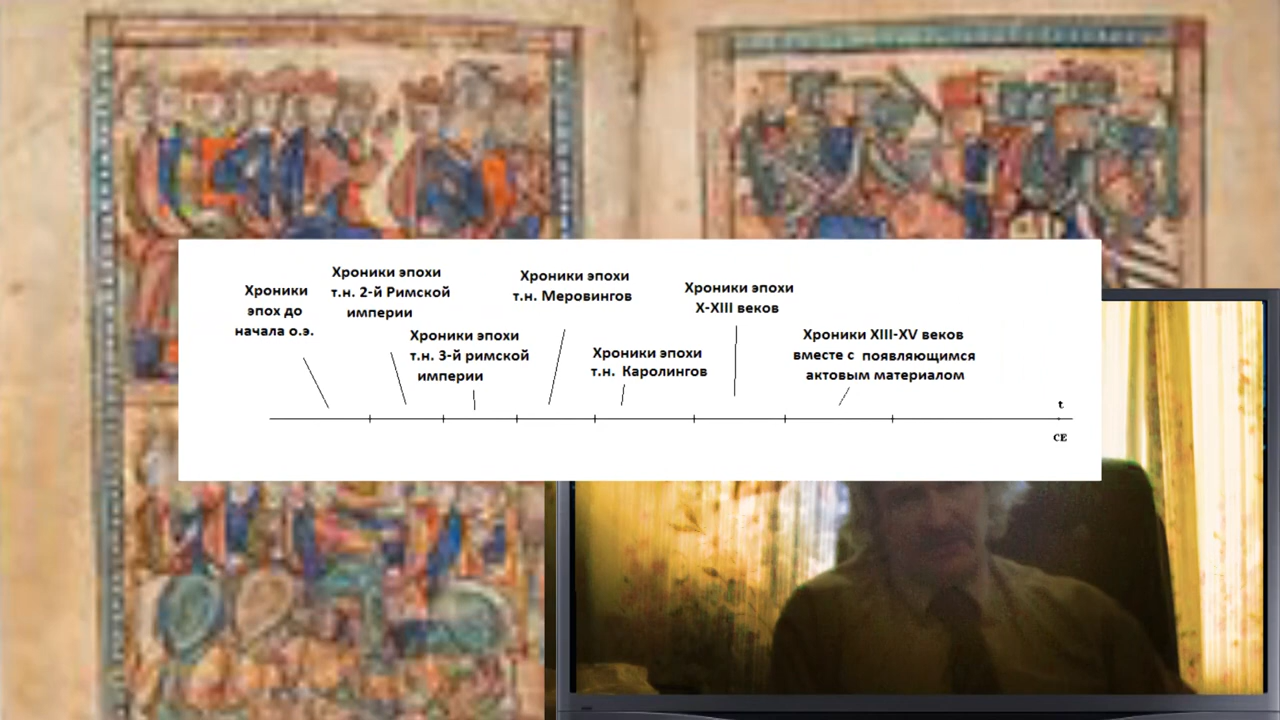 Хроники
эпох до
начала о.э.
Хроники эпохи
т.н. 2-й Римской
империи
Хроники эпохи
т.н. 3-й римской
империи
Хроники эпохи
т.н. Меровингов
Хроники эпохи
т.н. Каролингов
Хроники эпохи
X-XIII веков
Хроники XIII-XV веков
вместе с появляющимся
актовым материалом
t
CE